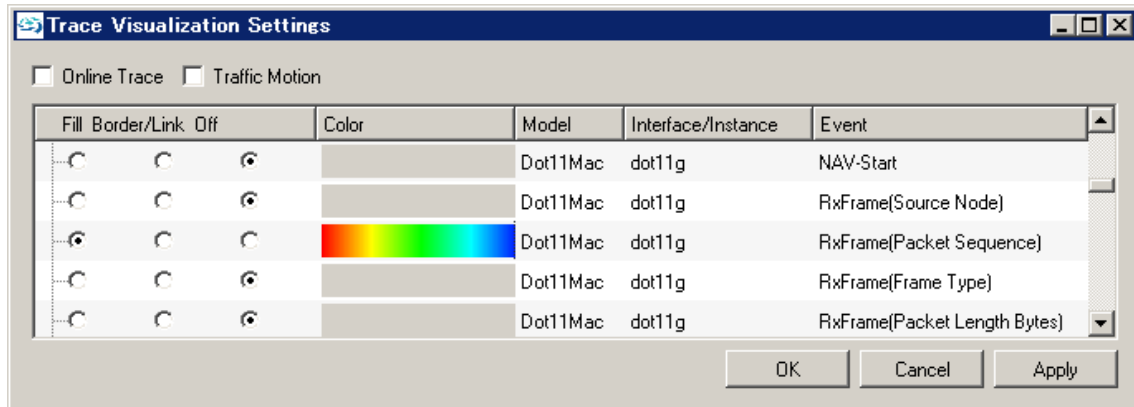 Trace Visualization Settings
Online Trace Traffic Motion
Fill Border/Link Off Color Model Interface/Instance Event
Dot11Mac dot11g NAV-Start
Dot11Mac dot11g RxFrame(Source Node)
Dot11Mac dot11g RxFrame(Packet Sequence)
Dot11Mac dot11g RxFrame(Frame Type)
Dot11Mac dot11g RxFrame(Packet Length Bytes)
OK Cancel Apply